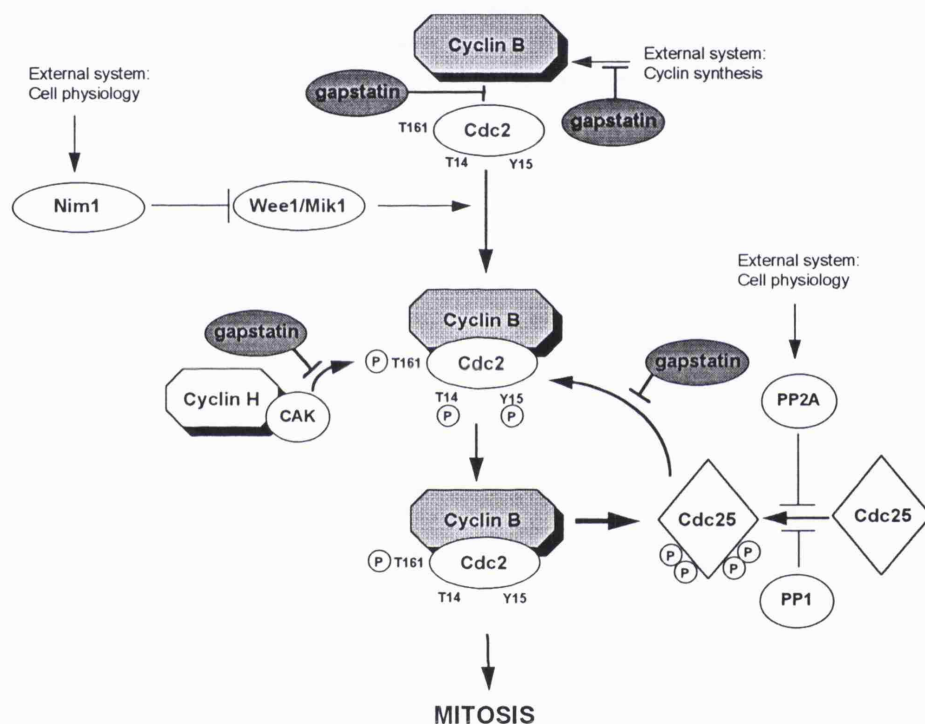 Cyclin B
External system:
Cyclin synthesis
External system:
Cell physiology
gapstatin
gapstatin
T161
Cdc2
T14
Y15
Nim1
Wee1/Mik1
External system:
Cell physiology
Cyclin B
gapstatin
gapstatin
P
T161
Cdc2
Cyclin H
CAK
T14
Y15
P
P
PP2A
Cyclin B
Cdc25
Cdc25
P
T161
Cdc2
P
P
P
P
T14
Y15
PP1
MITOSIS